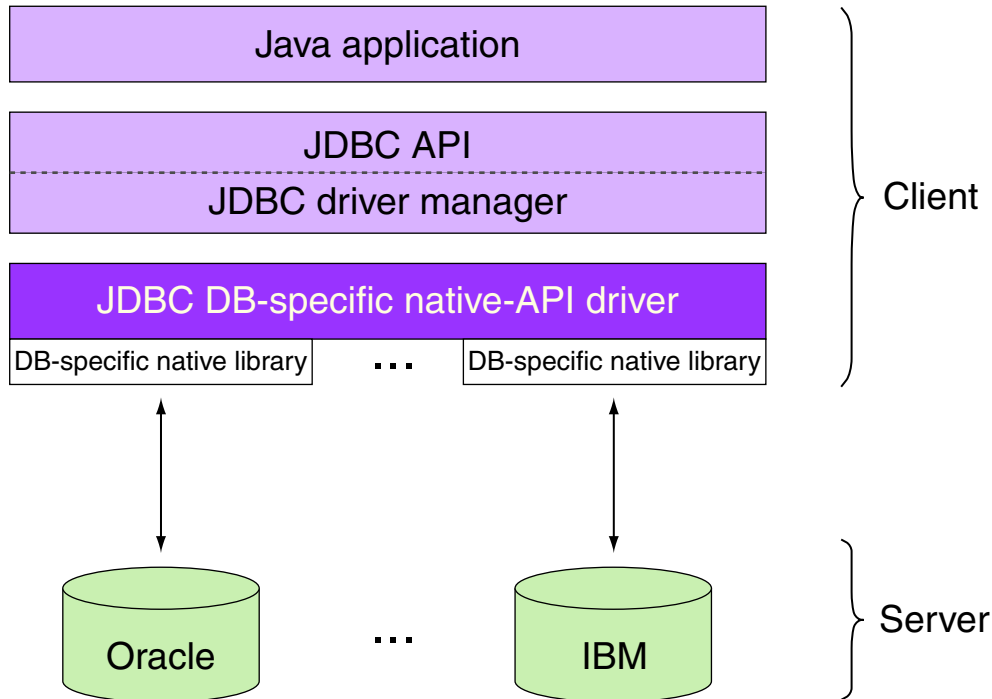 Java application
JDBC API
JDBC driver manager
Client
JDBC DB-specific native-API driver
DB-specific native library
...
DB-specific native library
Oracle
...
IBM
Server